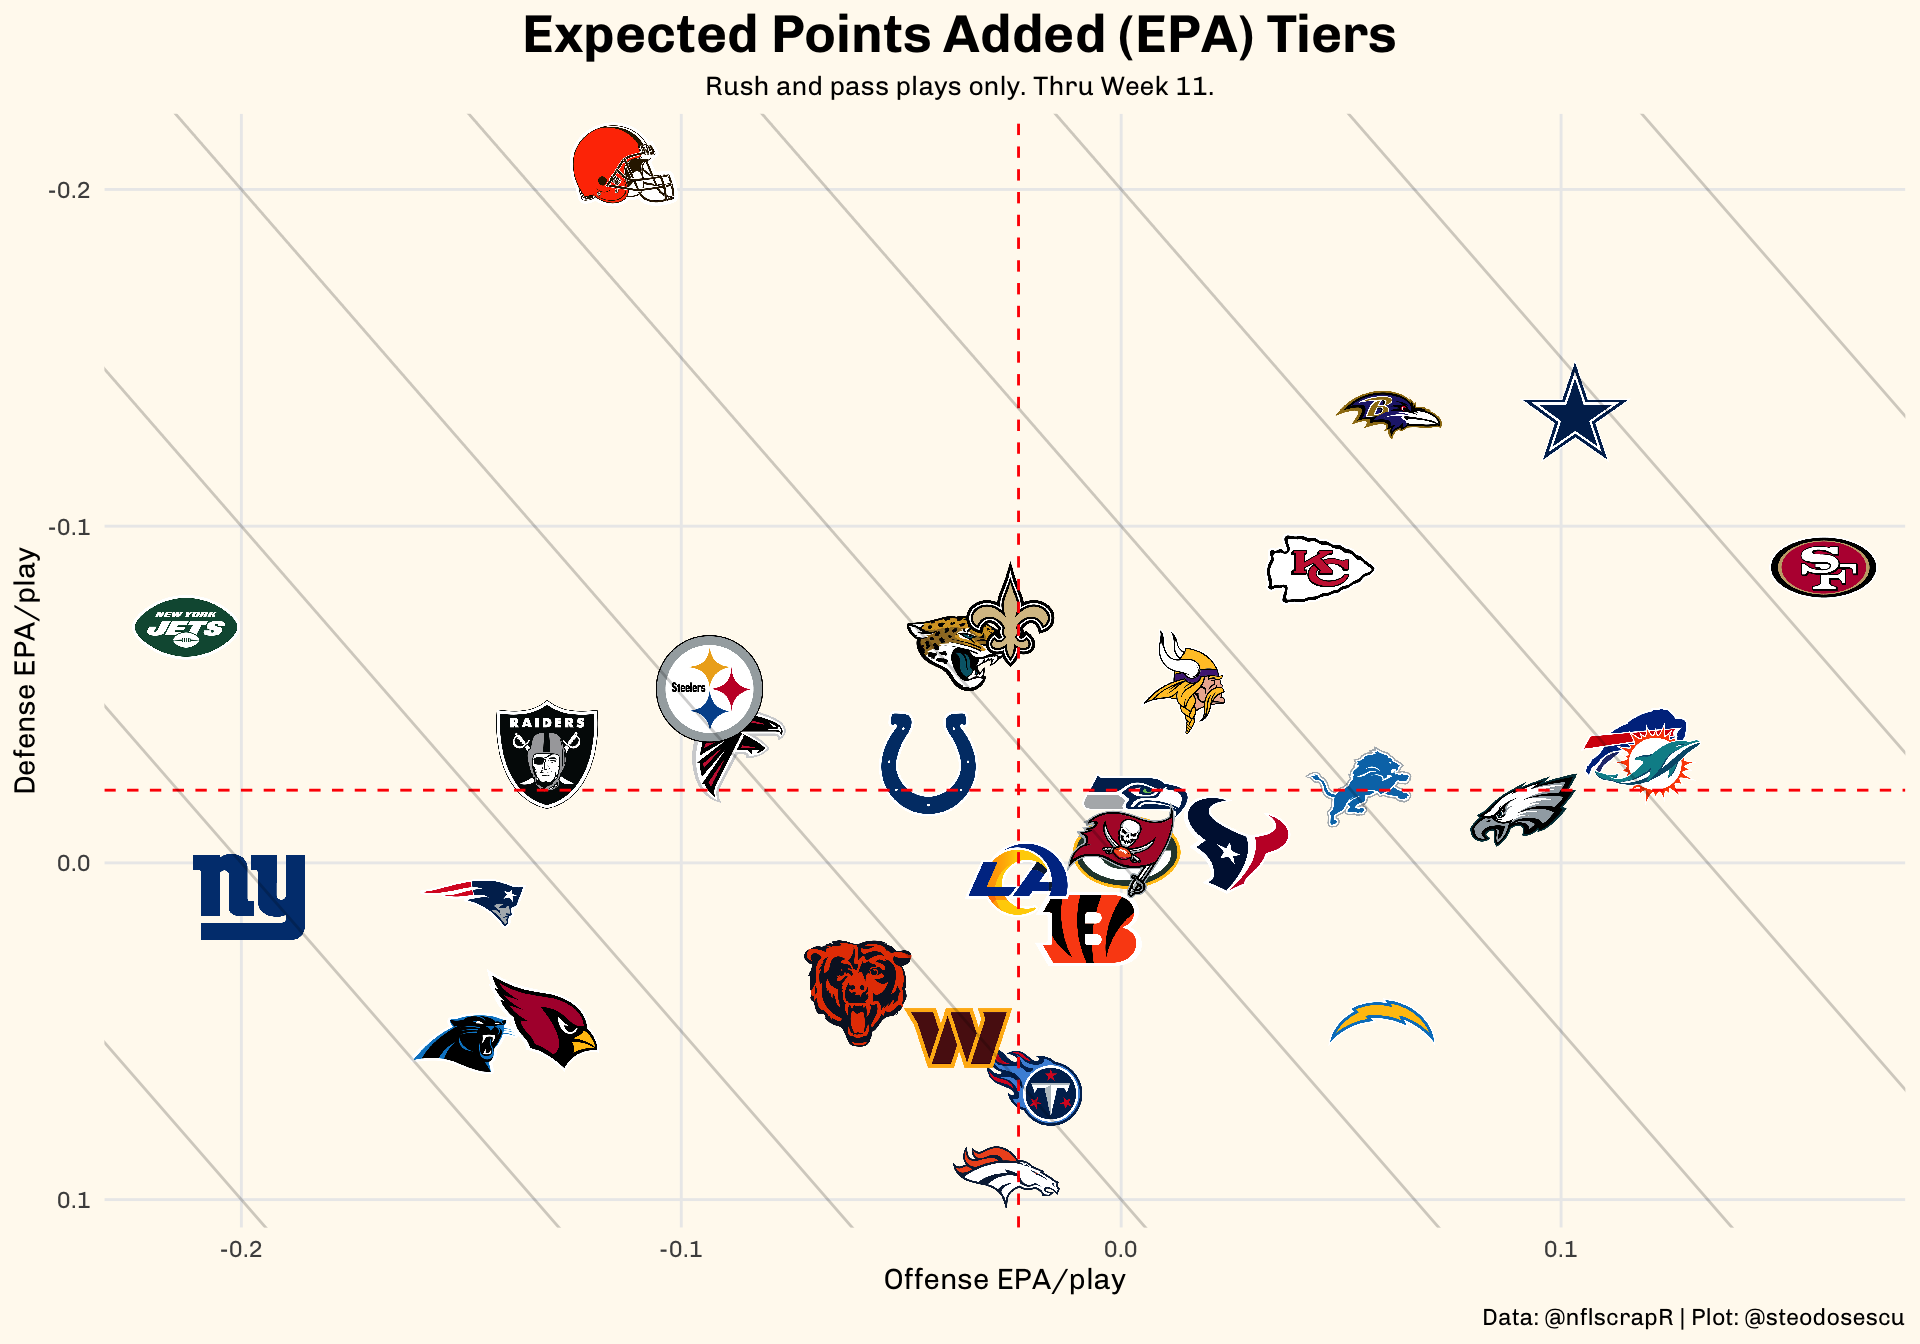 Expected Points Added (EPA) Tiers
Rush and pass plays only. Thru Week 11.
Defense EPA/play
-0.2
-0.1
0.0
0.1
B
KC
SF
NEW YORK
JETS
Steelers
RAIDERS
ny
LA
B
W
T
-0.2
-0.1
0.0
0.1
Offense EPA/play
Data: @nflscrapR | Plot: @steodosescu